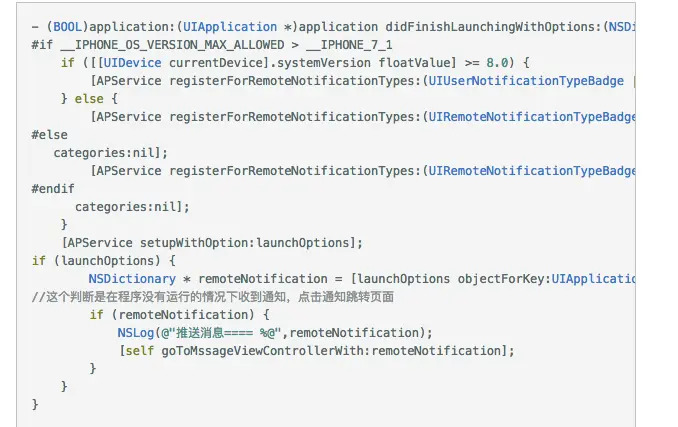 - (BOOL)application:(UIApplication *)application didFinishLaunchingWithOptions:(NSDi
#if __IPHONE_OS_VERSION_MAX_ALLOWED > __IPHONE_7_1
    if ([[UIDevice currentDevice].systemVersion floatValue] >= 8.0) {
        [APService registerForRemoteNotificationTypes:(UIUserNotificationTypeBadge |
    } else {
        [APService registerForRemoteNotificationTypes:(UIRemoteNotificationTypeBadge
#else
   categories:nil];
        [APService registerForRemoteNotificationTypes:(UIRemoteNotificationTypeBadge
#endif
      categories:nil];
    }
    [APService setupWithOption:launchOptions];
if (launchOptions) {
        NSDictionary * remoteNotification = [launchOptions objectForKey:UIApplicatio
//这个判断是在程序没有运行的情况下收到通知，点击通知跳转页面
        if (remoteNotification) {
            NSLog(@"推送消息==== %@",remoteNotification);
            [self goToMssageViewControllerWith:remoteNotification];
        }
    }
}